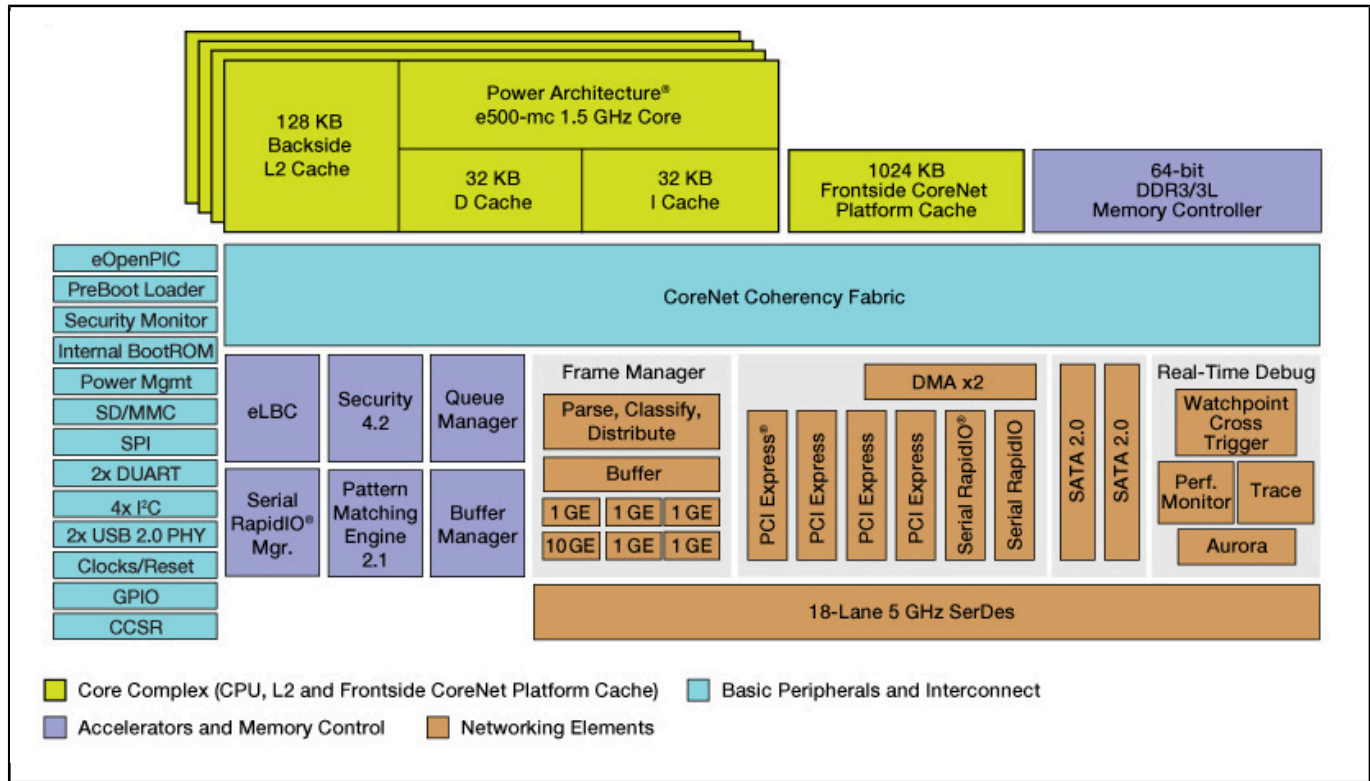 128 KB
Backside
L2 Cache
Power Architecture®
e500-mc 1.5 GHz Core
32 KB
D Cache
32 KB
I Cache
1024 KB
Frontside CoreNet
Platform Cache
64-bit
DDR3/3L
Memory Controller
eOpenPIC
PreBoot Loader
Security Monitor
Internal BootROM
Power Mgmt
SD/MMC
SPI
2x DUART
4x I²C
2x USB 2.0 PHY
Clocks/Reset
GPIO
CCSR
CoreNet Coherency Fabric
eLBC
Security
4.2
Queue
Manager
Serial
RapidIO®
Mgr.
Pattern
Matching
Engine
2.1
Buffer
Manager
Frame Manager
Parse, Classify,
Distribute
Buffer
1 GE 1 GE 1 GE
10 GE 1 GE 1 GE
DMA x2
PCI Express®
PCI Express
PCI Express
PCI Express
Serial RapidIO®
Serial RapidIO
SATA 2.0
SATA 2.0
Real-Time Debug
Watchpoint
Cross
Trigger
Perf.
Monitor
Trace
Aurora
18-Lane 5 GHz SerDes
Core Complex (CPU, L2 and Frontside CoreNet Platform Cache)
Basic Peripherals and Interconnect
Accelerators and Memory Control
Networking Elements